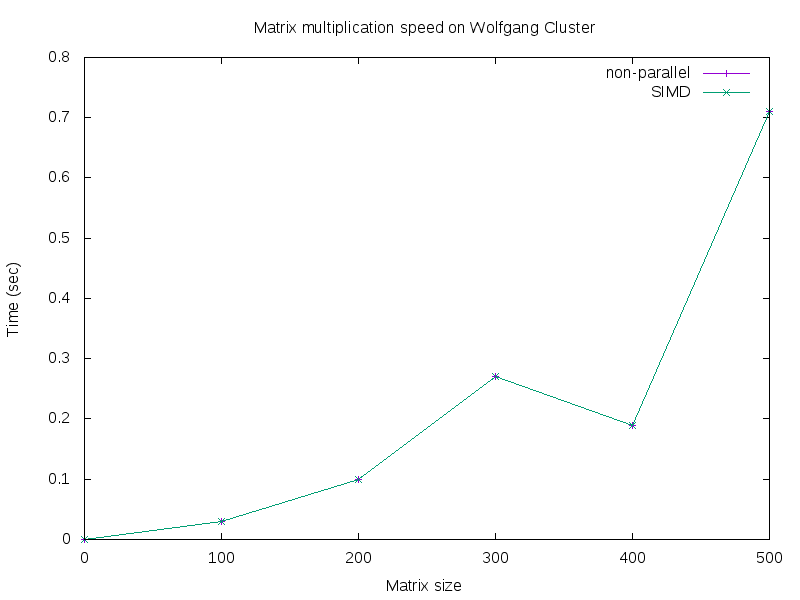 Matrix multiplication speed on Wolfgang Cluster
non-parallel
SIMD
0.8
0.7
0.6
0.5
0.4
0.3
0.2
0.1
0
Time (sec)
0 100 200 300 400 500
Matrix size